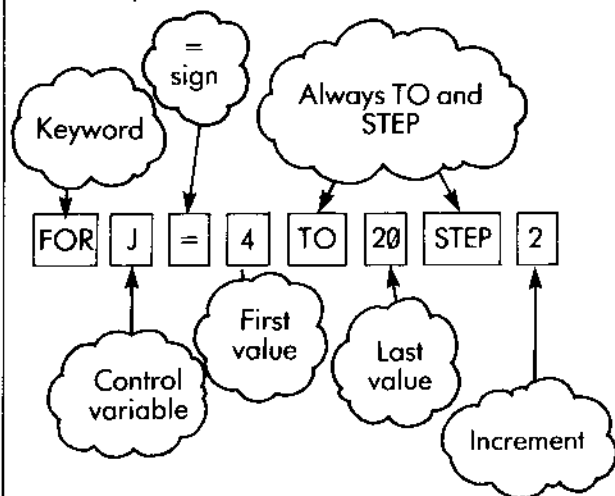 =
sign
Always TO and
STEP
Keyword
FOR J = 4 TO 20 STEP 2
First
value
Last
value
Control
variable
Increment